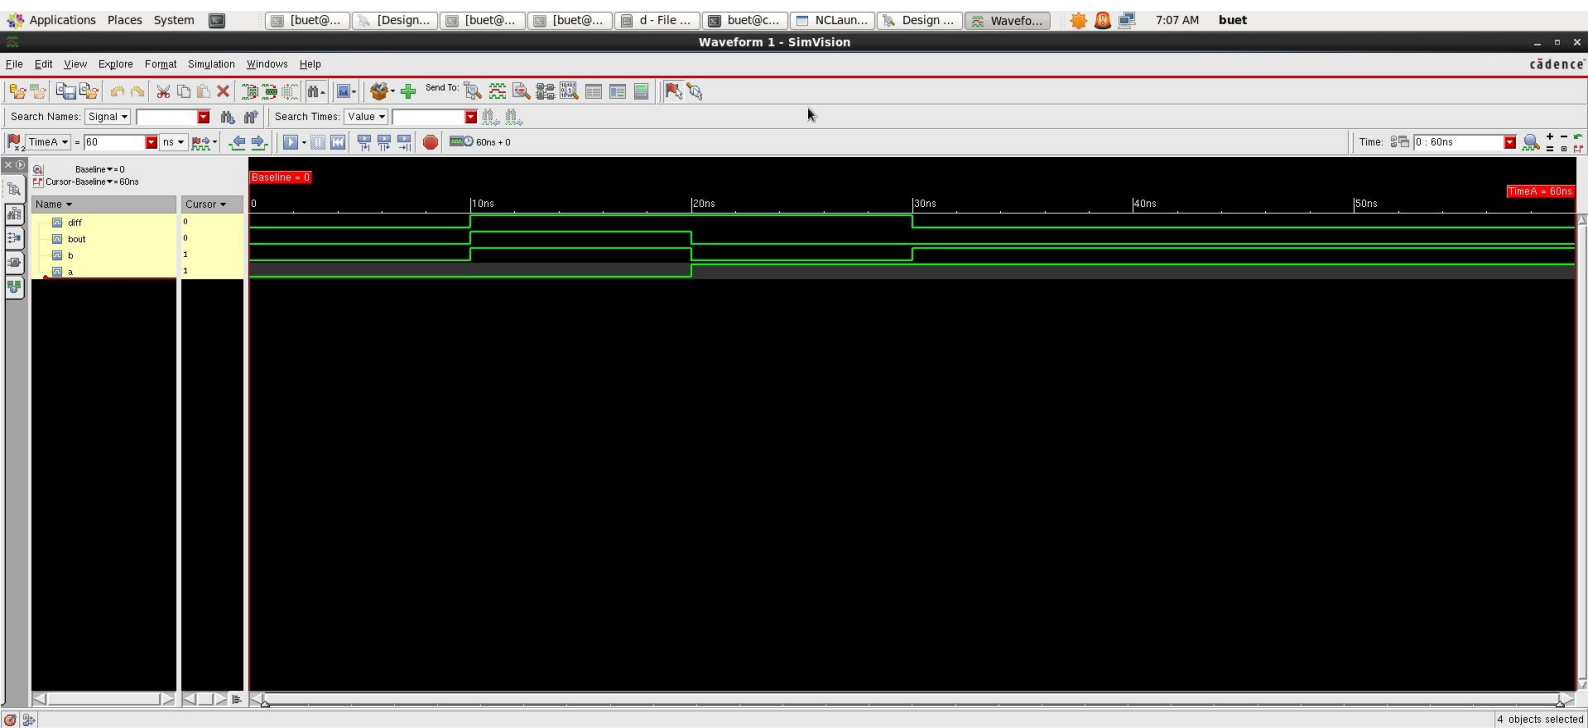 Applications Places System [buet@... [Design... [buet@... [buet@... d - File ... buet@c... NCLaun... Design ... Wavefo... 7:07 AM buet
Waveform 1 - SimVision
File Edit View Explore Format Simulation Windows Help cādence
Send To:
Search Names: Signal Search Times: Value
TimeA = 60 ns 60ns + 0 Time: 0 : 60ns
Baseline = 0
Cursor-Baseline = 60ns
Baseline = 0
TimeA = 60ns
Name Cursor 0 10ns 20ns 30ns 40ns 50ns
diff 0
bout 0
b 1
a 1
4 objects selected